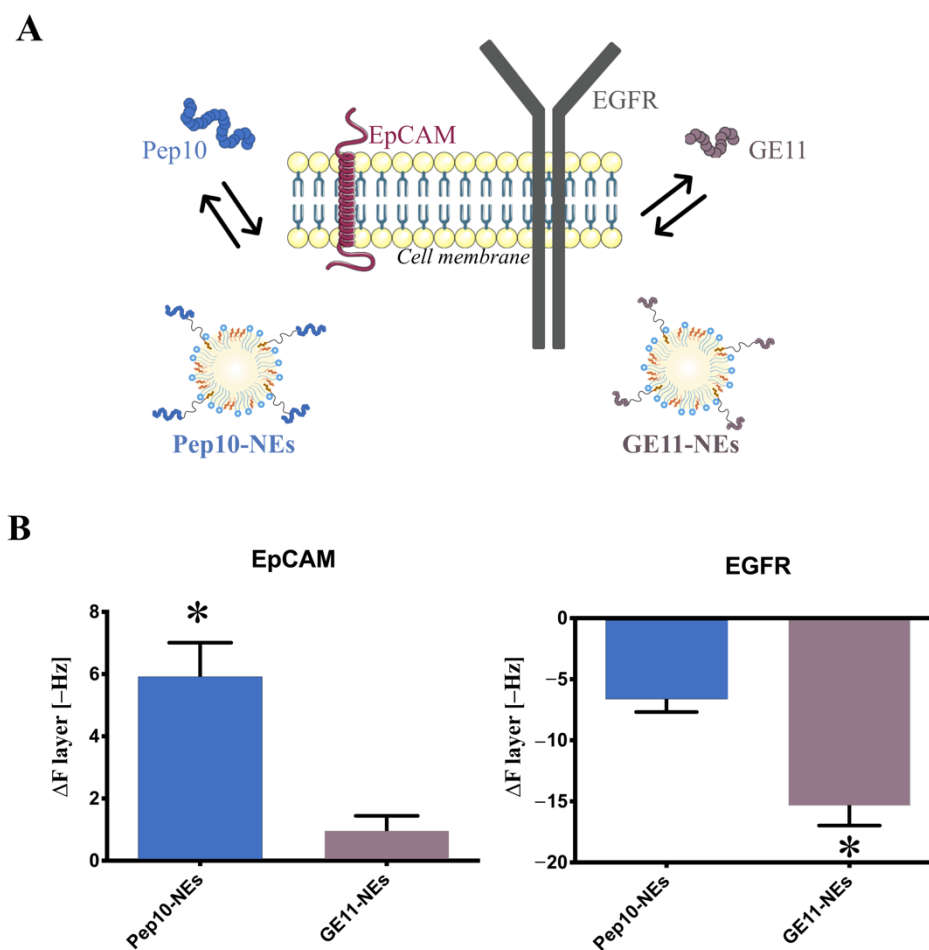 A
EGFR
EpCAM
Pep10
GE11
Cell membrane
Pep10-NEs
GE11-NEs
B
EpCAM
ΔF layer [−Hz]
8
6
4
2
0
*
Pep10-NEs
GE11-NEs
EGFR
ΔF layer [−Hz]
0
−5
−10
−15
−20
*
Pep10-NEs
GE11-NEs